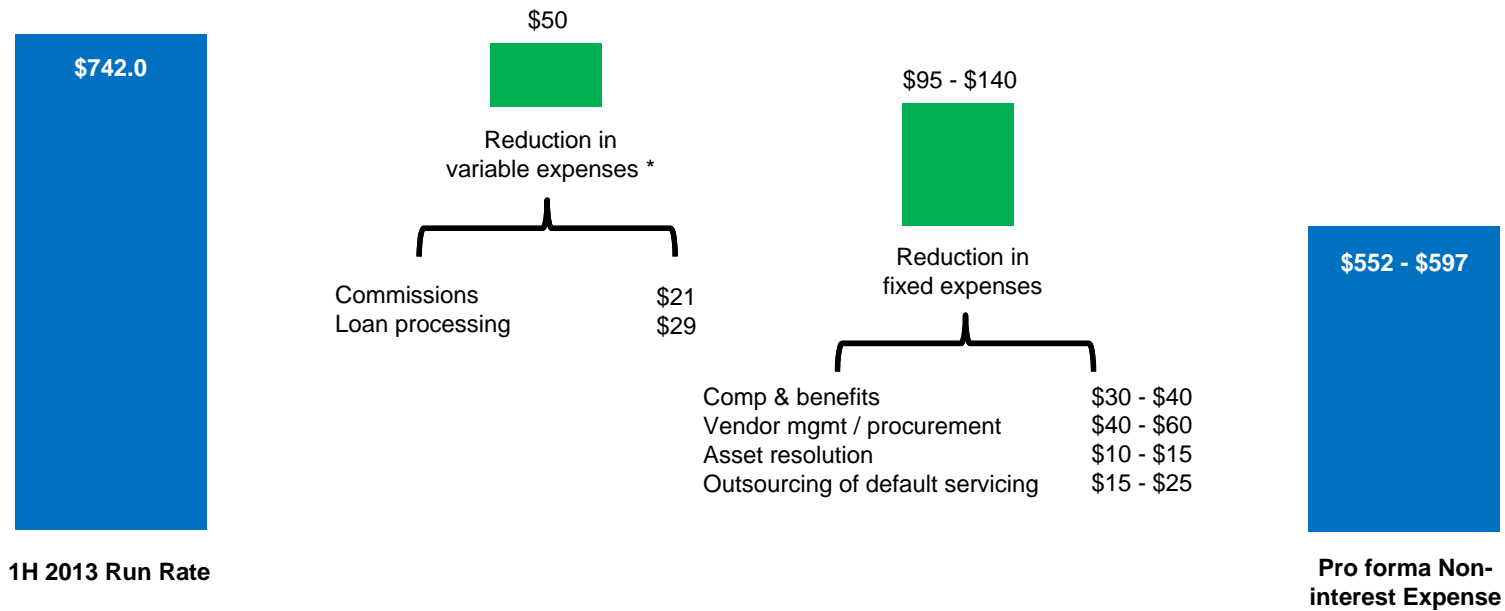 $742.0
1H 2013 Run Rate
$50
Reduction in
variable expenses *
Commissions $21
Loan processing $29
$95 - $140
Reduction in
fixed expenses
Comp & benefits $30 - $40
Vendor mgmt / procurement $40 - $60
Asset resolution $10 - $15
Outsourcing of default servicing $15 - $25
$552 - $597
Pro forma Non-
interest Expense